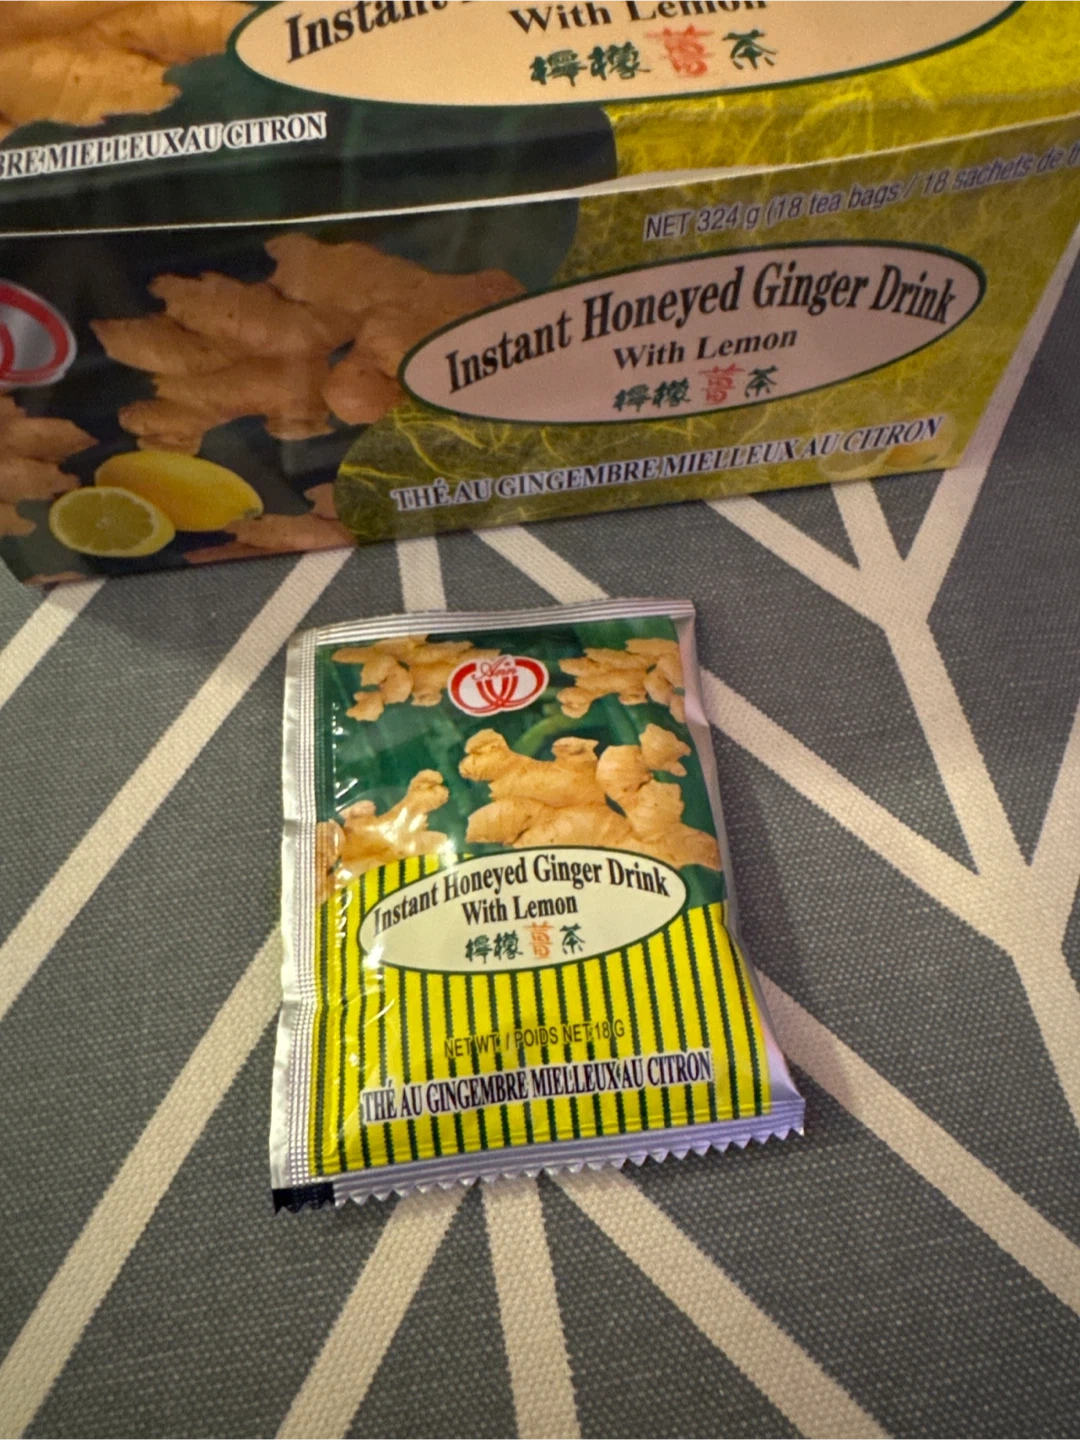 Instant
With Lemon
檸檬薑茶
BRE MIELLEUX AU CITRON
NET 324 g (18 tea bags / 18 sachets de
Instant Honeyed Ginger Drink
With Lemon
檸檬薑茶
THÉ AU GINGEMBRE MIELLEUX AU CITRON
Instant Honeyed Ginger Drink
With Lemon
檸檬薑茶
NET WT. / POIDS NET 18 G
THÉ AU GINGEMBRE MIELLEUX AU CITRON